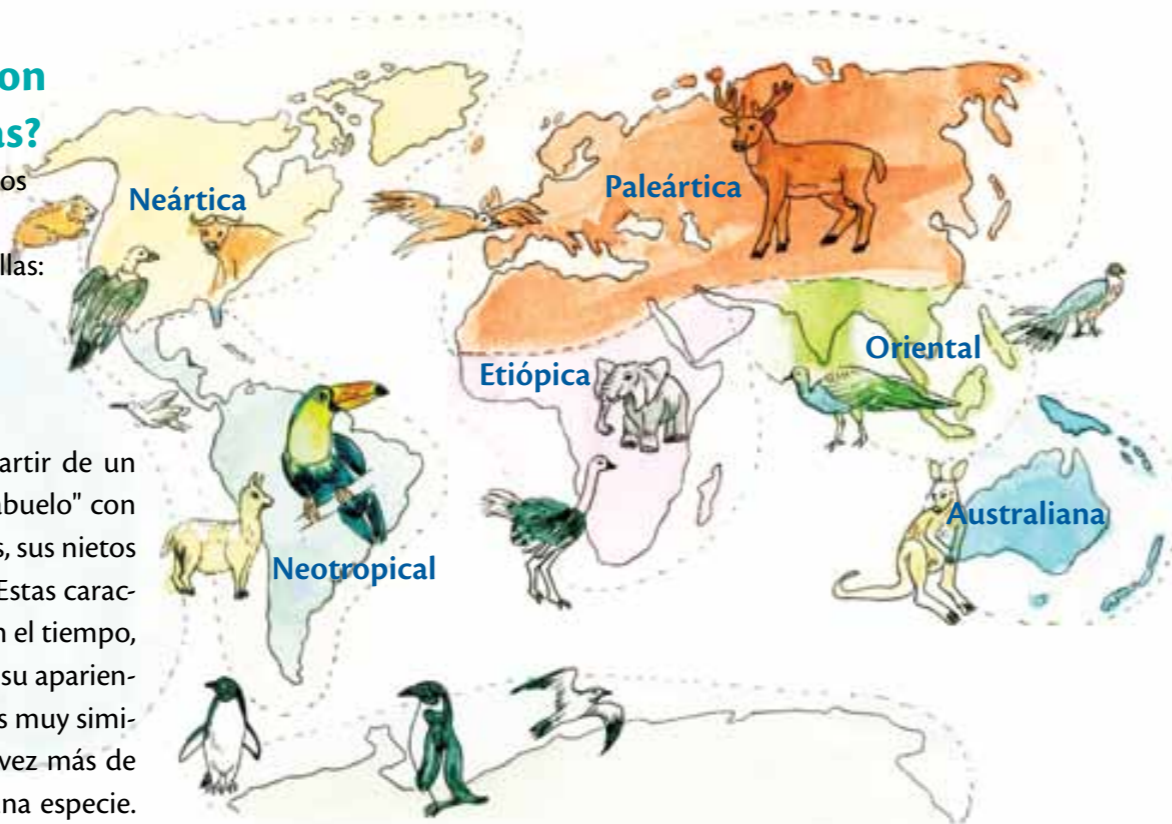 on
as?
os
llas:
artir de un
abuelo" con
s, sus nietos
Estas carac-
n el tiempo,
su aparien-
s muy simi-
vez más de
na especie.
Neártica
Paleártica
Etiópica
Oriental
Neotropical
Australiana